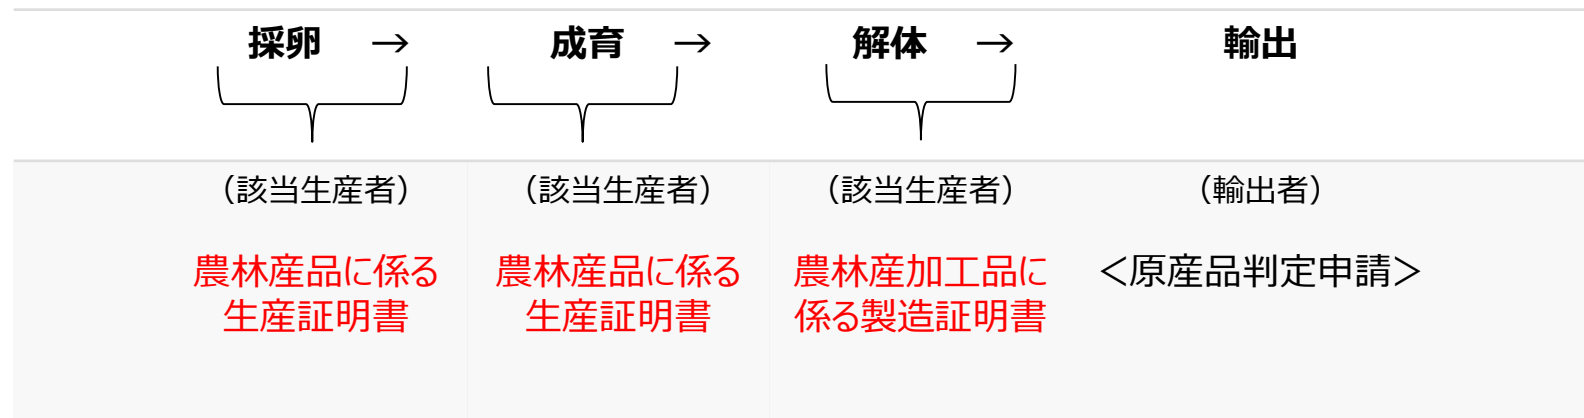 採卵 → 成育 → 解体 → 輸出
（該当生産者） （該当生産者） （該当生産者） （輸出者）
農林産品に係る
生産証明書
農林産品に係る
生産証明書
農林産加工品に
係る製造証明書
＜原産品判定申請＞